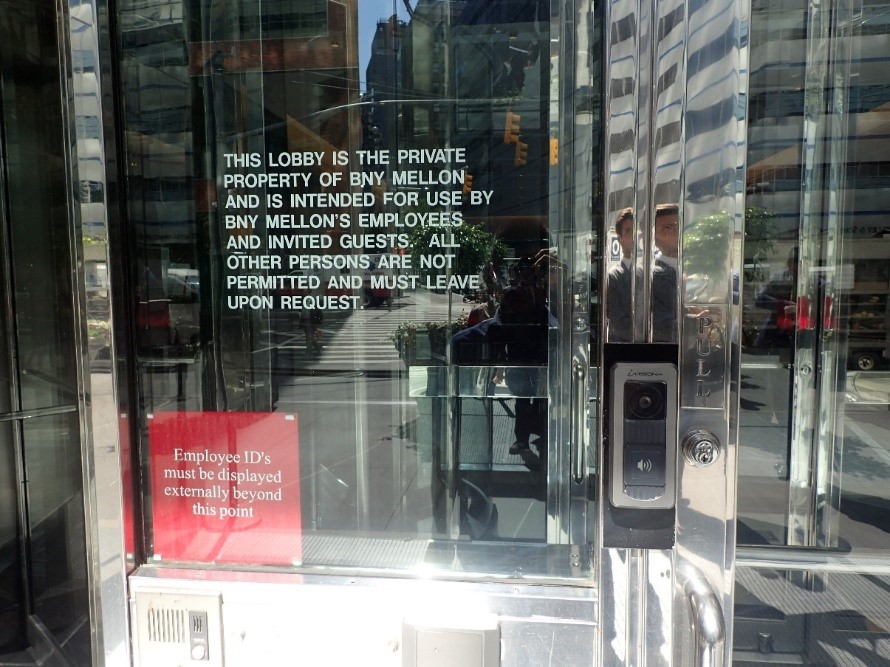 THIS LOBBY IS THE PRIVATE
PROPERTY OF BNY MELLON
AND IS INTENDED FOR USE BY
BNY MELLON'S EMPLOYEES
AND INVITED GUESTS. ALL
OTHER PERSONS ARE NOT
PERMITTED AND MUST LEAVE
UPON REQUEST.
Employee ID's
must be displayed
externally beyond
this point
PULL